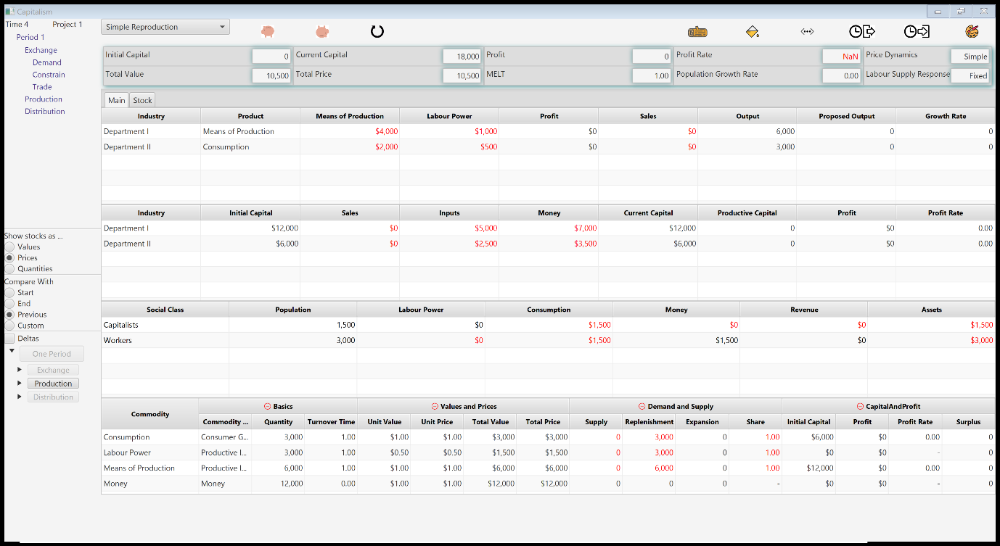 Capitalism
Time 4 Project 1 Simple Reproduction
Period 1
Exchange
Demand
Constrain
Trade
Production
Distribution
Initial Capital 0 Current Capital 18,000 Profit 0 Profit Rate NaN Price Dynamics Simple
Total Value 10,500 Total Price 10,500 MELT 1.00 Population Growth Rate 0.00 Labour Supply Response Fixed
Main Stock
Industry Product Means of Production Labour Power Profit Sales Output Proposed Output Growth Rate
Department I Means of Production $4,000 $1,000 $0 $0 6,000 0 0
Department II Consumption $2,000 $500 $0 $0 3,000 0 0
Industry Initial Capital Sales Inputs Money Current Capital Productive Capital Profit Profit Rate
Department I $12,000 $0 $5,000 $7,000 $12,000 0 $0 0.00
Department II $6,000 $0 $2,500 $3,500 $6,000 0 $0 0.00
Show stocks as ...
Values
Prices
Quantities
Compare With
Start
End
Previous
Custom
Deltas
One Period
Exchange
Production
Distribution
Social Class Population Labour Power Consumption Money Revenue Assets
Capitalists 1,500 $0 $1,500 $0 $0 $1,500
Workers 3,000 $0 $1,500 $1,500 $0 $3,000
Commodity Basics Values and Prices Demand and Supply CapitalAndProfit
Commodity ... Quantity Turnover Time Unit Value Unit Price Total Value Total Price Supply Replenishment Expansion Share Initial Capital Profit Profit Rate Surplus
Consumption Consumer G... 3,000 1.00 $1.00 $1.00 $3,000 $3,000 0 3,000 0 1.00 $6,000 $0 0.00 0
Labour Power Productive I... 3,000 1.00 $0.50 $0.50 $1,500 $1,500 0 3,000 0 1.00 $0 $0 - 0
Means of Production Productive I... 6,000 1.00 $1.00 $1.00 $6,000 $6,000 0 6,000 0 1.00 $12,000 $0 0.00 0
Money Money 12,000 0.00 $1.00 $1.00 $12,000 $12,000 0 0 0 - $0 $0 - 0